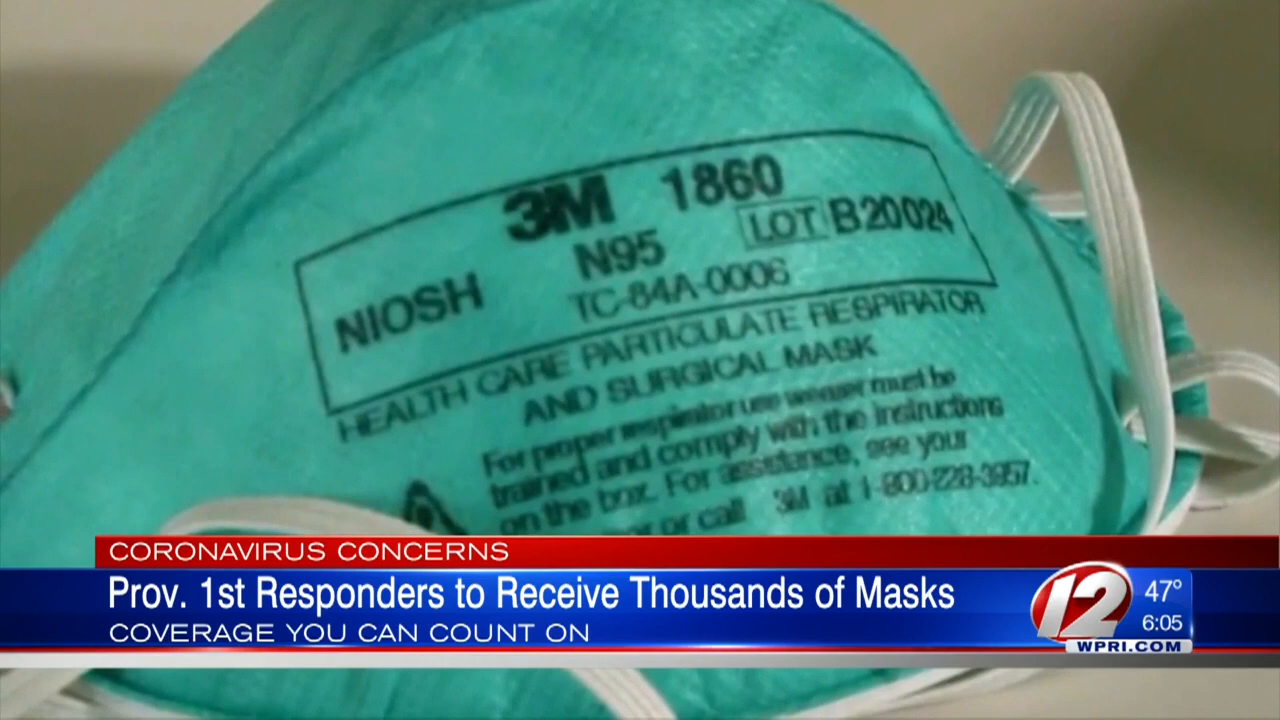 3M 1860
N95 LOT B20024
NIOSH TC-84A-0006
HEALTH CARE PARTICULATE RESPIRATOR
AND SURGICAL MASK
For proper respirator use wearer must be
trained and comply with the instructions
on the box. For assistance, see your
or call 3M at 1-800-228-3957.
CORONAVIRUS CONCERNS
Prov. 1st Responders to Receive Thousands of Masks
COVERAGE YOU CAN COUNT ON
12
47°
6:05
WPRI.COM